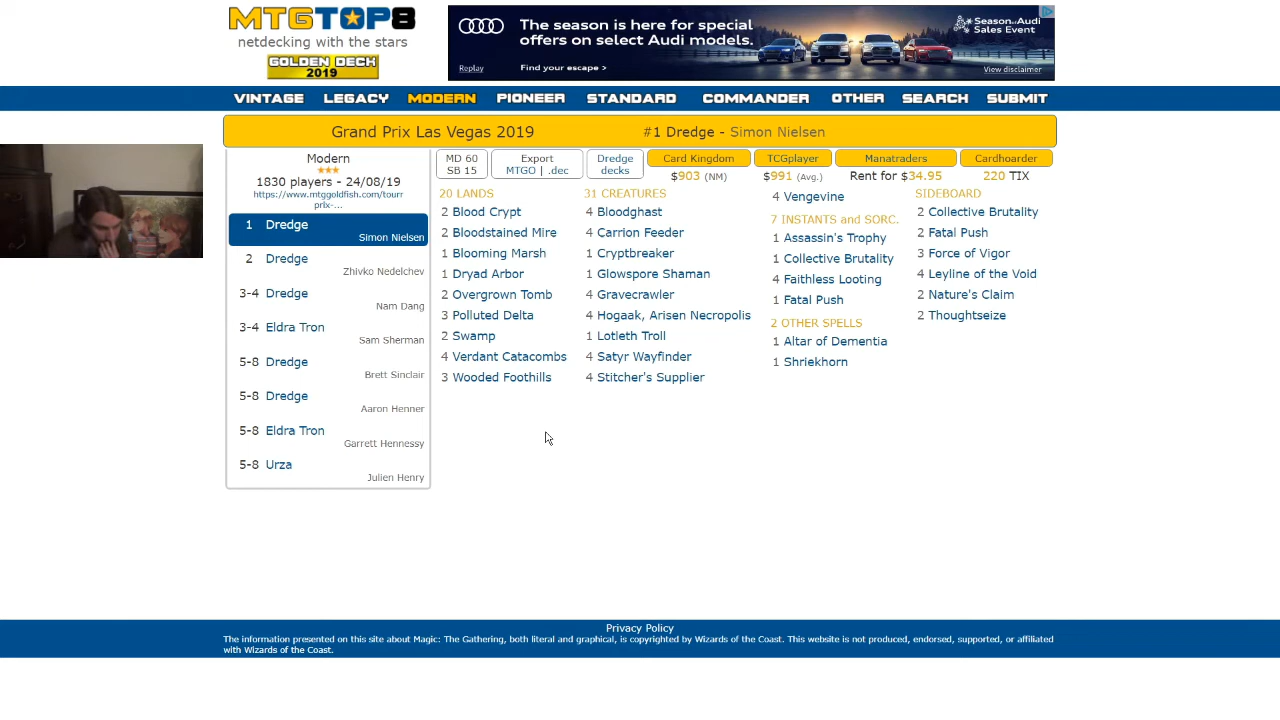 MTGTOP8
netdecking with the stars
GOLDEN DECK
2019
The season is here for special
offers on select Audi models.
Replay
Find your escape >
Season of Audi
Sales Event
View disclaimer
VINTAGE LEGACY MODERN PIONEER STANDARD COMMANDER OTHER SEARCH SUBMIT
Grand Prix Las Vegas 2019
#1 Dredge - Simon Nielsen
Modern
1830 players - 24/08/19
https://www.mtggoldfish.com/tourr
prix-...
1 Dredge
Simon Nielsen
2 Dredge
Zhivko Nedelchev
3-4 Dredge
Nam Dang
3-4 Eldra Tron
Sam Sherman
5-8 Dredge
Brett Sinclair
5-8 Dredge
Aaron Henner
5-8 Eldra Tron
Garrett Hennessy
5-8 Urza
Julien Henry
MD 60
SB 15
Export
MTGO | .dec
Dredge
decks
Card Kingdom
$903 (NM)
TCGplayer
$991 (Avg.)
Manatraders
Rent for $34.95
Cardhoarder
220 TIX
20 LANDS
2 Blood Crypt
2 Bloodstained Mire
1 Blooming Marsh
1 Dryad Arbor
2 Overgrown Tomb
3 Polluted Delta
2 Swamp
4 Verdant Catacombs
3 Wooded Foothills
31 CREATURES
4 Bloodghast
4 Carrion Feeder
1 Cryptbreaker
1 Glowspore Shaman
4 Gravecrawler
4 Hogaak, Arisen Necropolis
1 Lotleth Troll
4 Satyr Wayfinder
4 Stitcher's Supplier
4 Vengevine
7 INSTANTS and SORC.
1 Assassin's Trophy
1 Collective Brutality
4 Faithless Looting
1 Fatal Push
2 OTHER SPELLS
1 Altar of Dementia
1 Shriekhorn
SIDEBOARD
2 Collective Brutality
2 Fatal Push
3 Force of Vigor
4 Leyline of the Void
2 Nature's Claim
2 Thoughtseize
Privacy Policy
The information presented on this site about Magic: The Gathering, both literal and graphical, is copyrighted by Wizards of the Coast. This website is not produced, endorsed, supported, or affiliated
with Wizards of the Coast.